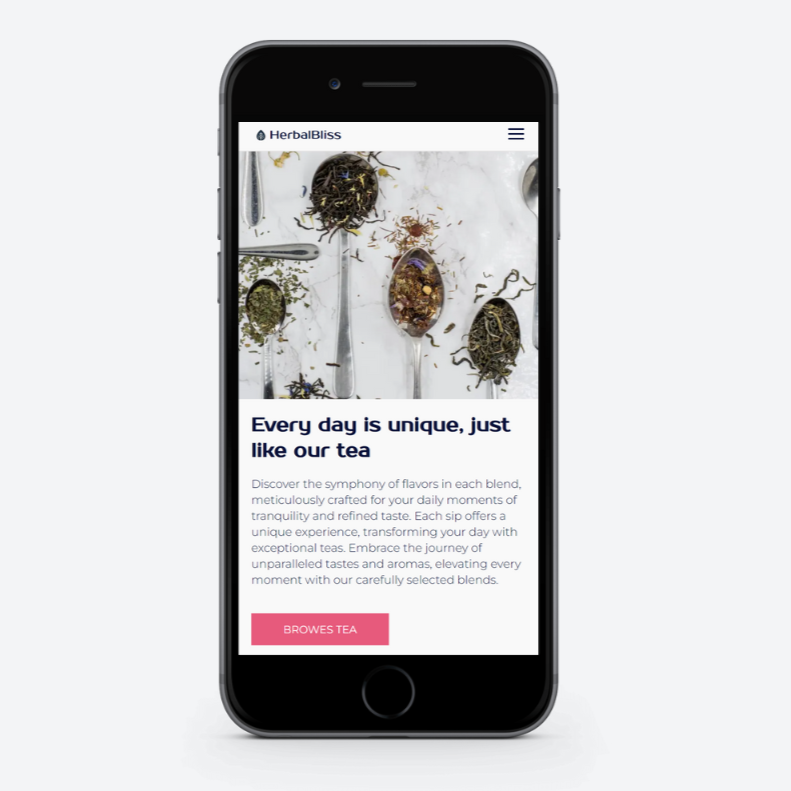 HerbalBliss
Every day is unique, just
like our tea
Discover the symphony of flavors in each blend,
meticulously crafted for your daily moments of
tranquility and refined taste. Each sip offers a
unique experience, transforming your day with
exceptional teas. Embrace the journey of
unparalleled tastes and aromas, elevating every
moment with our carefully selected blends.
BROWES TEA